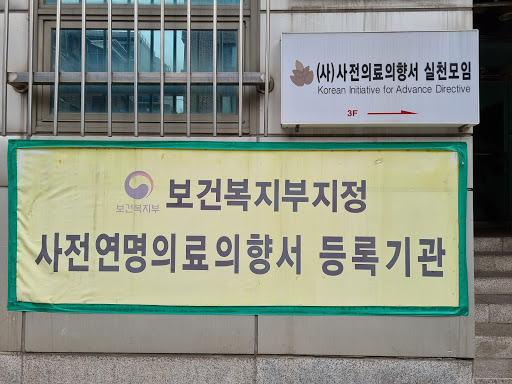 (사)사전의료의향서 실천모임
Korean Initiative for Advance Directive
3F
보건복지부
보건복지부지정
사전연명의료의향서 등록기관